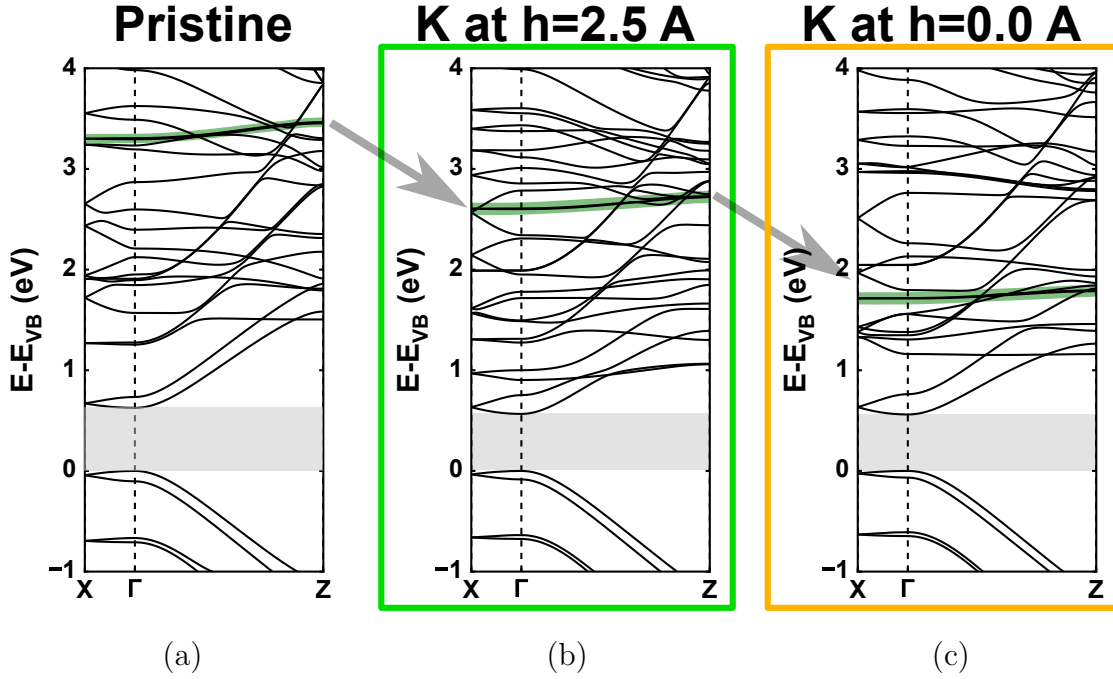 Pristine
K at h=2.5 A
K at h=0.0 A
E-E_VB (eV)
4
3
2
1
0
−1
X Γ Z
E-E_VB (eV)
4
3
2
1
0
−1
X Γ Z
E-E_VB (eV)
4
3
2
1
0
−1
X Γ Z
(a)
(b)
(c)